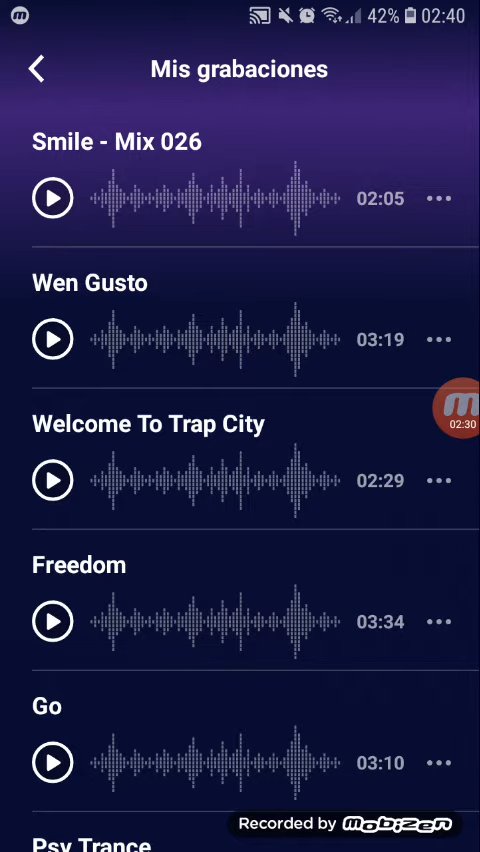 42% 02:40
Mis grabaciones
Smile - Mix 026
02:05
Wen Gusto
03:19
Welcome To Trap City
02:29
02:30
Freedom
03:34
Go
03:10
Psy Trance
Recorded by Mobizen